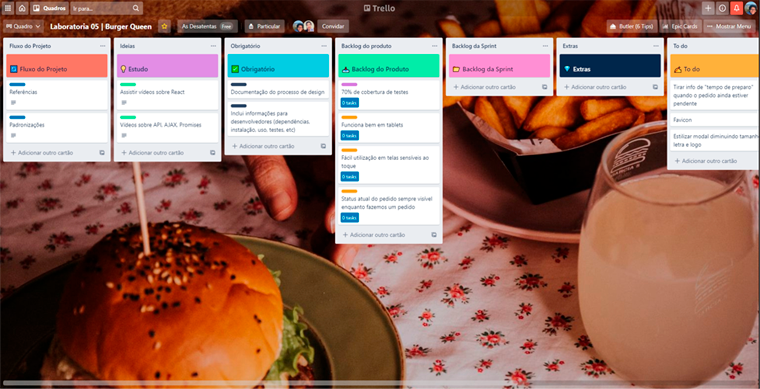 Quadros
Ir para...
Trello
Quadro
Laboratoria 05 | Burger Queen
As Desatentas
Free
Particular
Convidar
Butler (6 Tips)
Epic Cards
Mostrar Menu
Fluxo do Projeto
Fluxo do Projeto
Referências
Padronizações
+ Adicionar outro cartão
Ideias
Estudo
Assistir vídeos sobre React
Vídeos sobre API, AJAX, Promises
+ Adicionar outro cartão
Obrigatório
Obrigatório
Documentação do processo de design
Inclui informações para
desenvolvedores (dependências,
instalação, uso, testes, etc)
+ Adicionar outro cartão
Backlog do produto
Backlog do Produto
70% de cobertura de testes
0 tasks
Funciona bem em tablets
0 tasks
Fácil utilização em telas sensíveis ao
toque
0 tasks
Status atual do pedido sempre visível
enquanto fazemos um pedido
0 tasks
+ Adicionar outro cartão
Backlog da Sprint
Backlog da Sprint
+ Adicionar outro cartão
Extras
Extras
+ Adicionar outro cartão
To do
To do
Tirar info de "tempo de preparo"
quando o pedido ainda estiver
pendente
Favicon
Estilizar modal diminuindo tamanh
letra e logo
+ Adicionar outro cartão